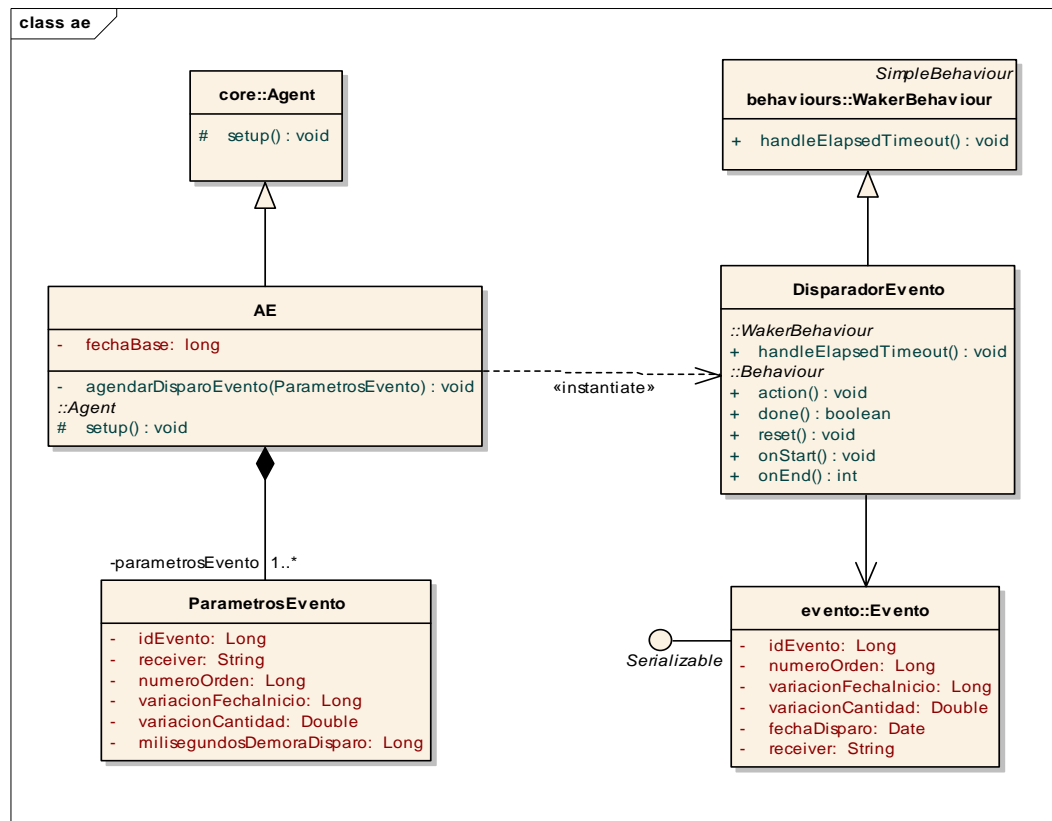 class ae
core::Agent
# setup() : void
SimpleBehaviour
behaviours::WakerBehaviour
+ handleElapsedTimeout() : void
AE
- fechaBase: long
- agendarDisparoEvento(ParametrosEvento) : void
::Agent
# setup() : void
«instantiate»
DisparadorEvento
::WakerBehaviour
+ handleElapsedTimeout() : void
::Behaviour
+ action() : void
+ done() : boolean
+ reset() : void
+ onStart() : void
+ onEnd() : int
-parametrosEvento 1..*
ParametrosEvento
- idEvento: Long
- receiver: String
- numeroOrden: Long
- variacionFechaInicio: Long
- variacionCantidad: Double
- milisegundosDemoraDisparo: Long
Serializable
evento::Evento
- idEvento: Long
- numeroOrden: Long
- variacionFechaInicio: Long
- variacionCantidad: Double
- fechaDisparo: Date
- receiver: String